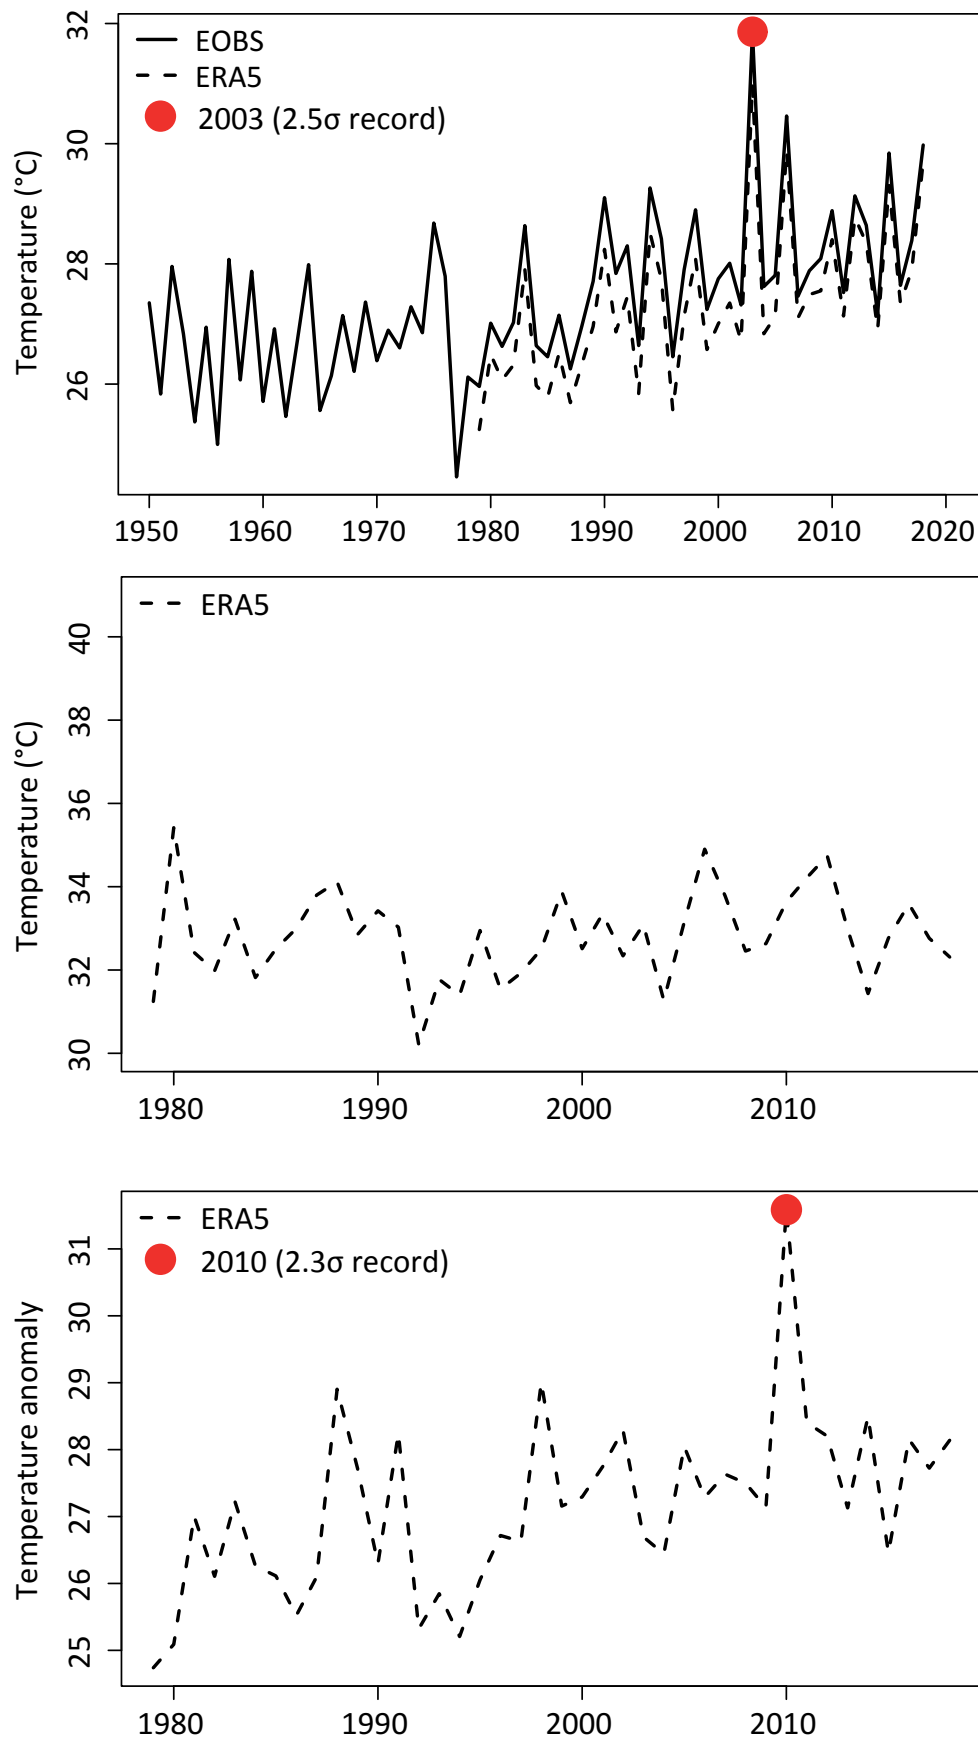 32
30
28
26
Temperature (°C)
EOBS
ERA5
2003 (2.5σ record)
1950 1960 1970 1980 1990 2000 2010 2020
40
38
36
34
32
30
Temperature (°C)
ERA5
1980 1990 2000 2010
31
30
29
28
27
26
25
Temperature anomaly
ERA5
2010 (2.3σ record)
1980 1990 2000 2010